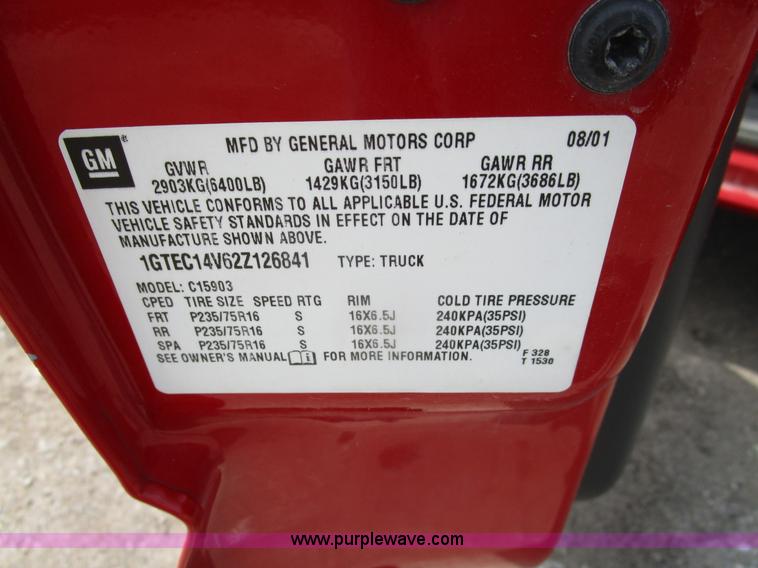 GM
MFD BY GENERAL MOTORS CORP 08/01
GVWR GAWR FRT GAWR RR
2903KG(6400LB) 1429KG(3150LB) 1672KG(3686LB)
THIS VEHICLE CONFORMS TO ALL APPLICABLE U.S. FEDERAL MOTOR
VEHICLE SAFETY STANDARDS IN EFFECT ON THE DATE OF
MANUFACTURE SHOWN ABOVE.
1GTEC14V62Z126841 TYPE: TRUCK
MODEL: C15903
CPED TIRE SIZE SPEED RTG RIM COLD TIRE PRESSURE
FRT P235/75R16 S 16X6.5J 240KPA(35PSI)
RR P235/75R16 S 16X6.5J 240KPA(35PSI)
SPA P235/75R16 S 16X6.5J 240KPA(35PSI)
SEE OWNER'S MANUAL FOR MORE INFORMATION.
F 328
T 1530
www.purplewave.com